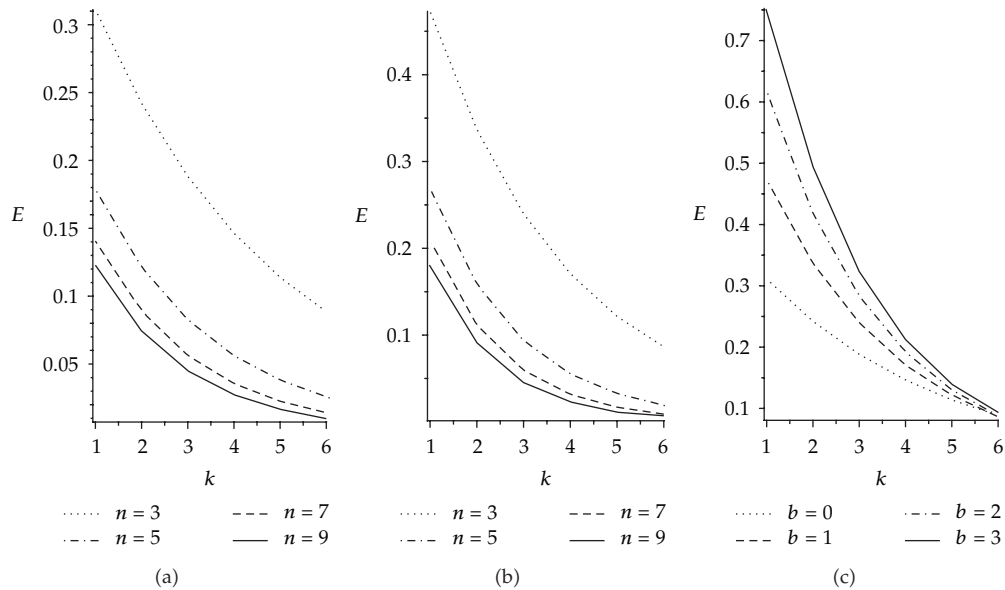 0.3
0.25
0.2
E
0.15
0.1
0.05
1 2 3 4 5 6
k
n = 3 n = 7
n = 5 n = 9
(a)
0.4
0.3
E
0.2
0.1
1 2 3 4 5 6
k
n = 3 n = 7
n = 5 n = 9
(b)
0.7
0.6
0.5
E
0.4
0.3
0.2
0.1
1 2 3 4 5 6
k
b = 0 b = 2
b = 1 b = 3
(c)